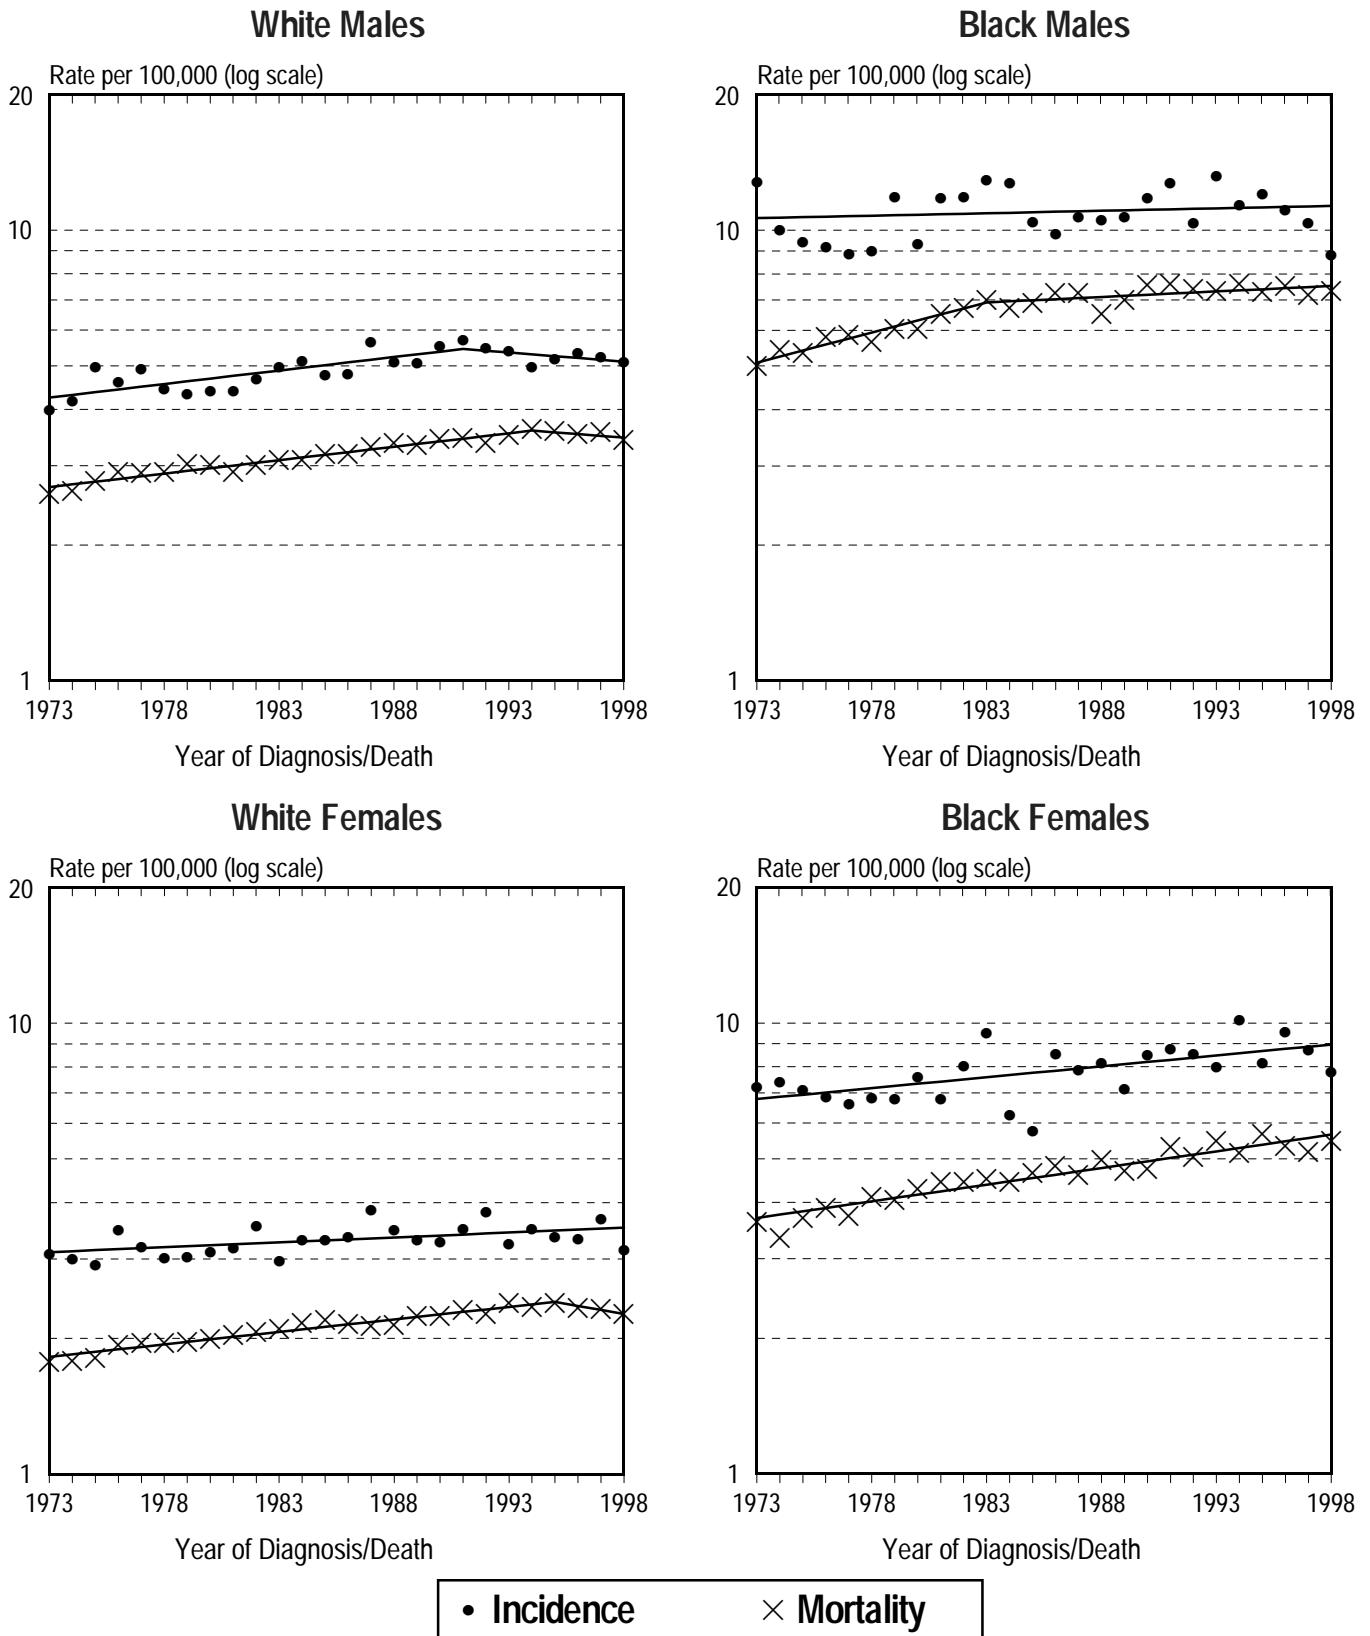 White Males
Rate per 100,000 (log scale)
20
10
1
1973 1978 1983 1988 1993 1998
Year of Diagnosis/Death
Black Males
Rate per 100,000 (log scale)
20
10
1
1973 1978 1983 1988 1993 1998
Year of Diagnosis/Death
White Females
Rate per 100,000 (log scale)
20
10
1
1973 1978 1983 1988 1993 1998
Year of Diagnosis/Death
Black Females
Rate per 100,000 (log scale)
20
10
1
1973 1978 1983 1988 1993 1998
Year of Diagnosis/Death
Incidence Mortality